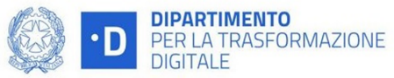 ·D
DIPARTIMENTO
PER LA TRASFORMAZIONE
DIGITALE